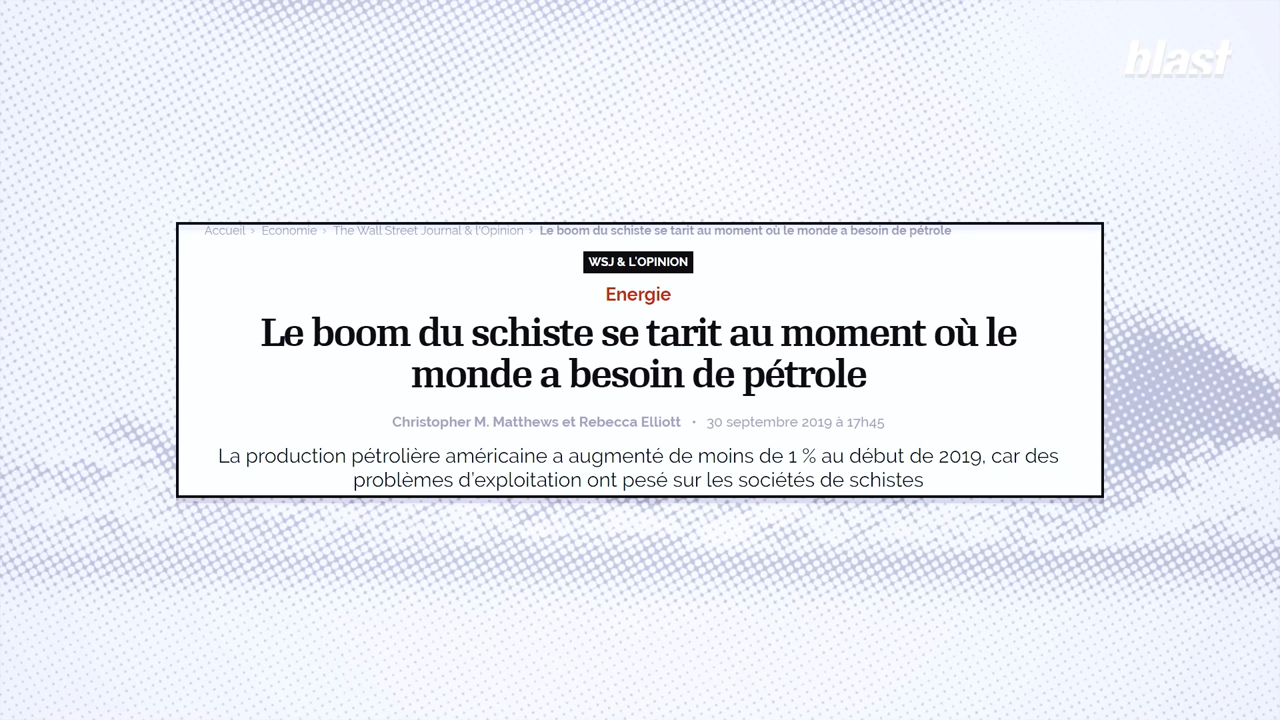 blast
Accueil › Economie › The Wall Street Journal & l'Opinion › Le boom du schiste se tarit au moment où le monde a besoin de pétrole
WSJ & L'OPINION
Energie
Le boom du schiste se tarit au moment où le
monde a besoin de pétrole
Christopher M. Matthews et Rebecca Elliott • 30 septembre 2019 à 17h45
La production pétrolière américaine a augmenté de moins de 1 % au début de 2019, car des
problèmes d'exploitation ont pesé sur les sociétés de schistes